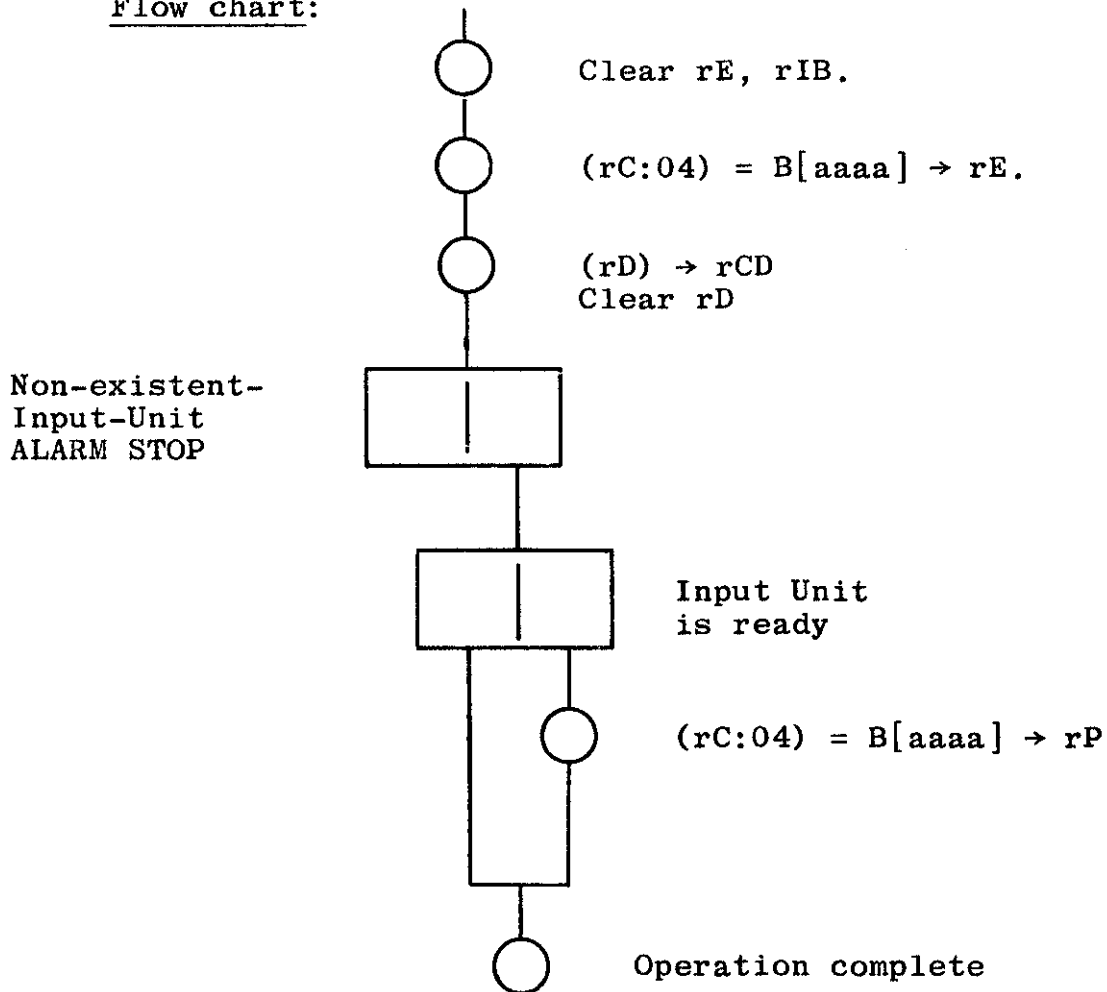 Flow chart:
Clear rE, rIB.
(rC:04) = B[aaaa] → rE.
(rD) → rCD
Clear rD
Non-existent-
Input-Unit
ALARM STOP
Input Unit
is ready
(rC:04) = B[aaaa] → rP
Operation complete